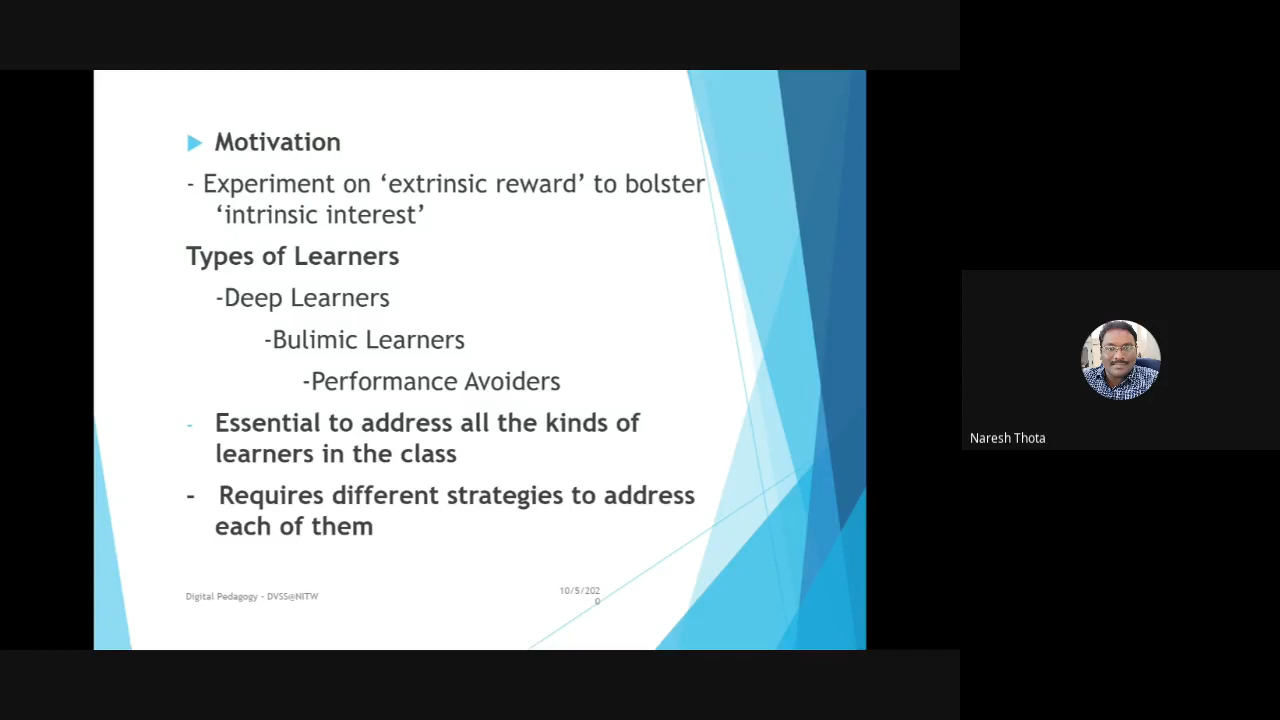 Motivation
- Experiment on ‘extrinsic reward’ to bolster
‘intrinsic interest’
Types of Learners
-Deep Learners
-Bulimic Learners
-Performance Avoiders
- Essential to address all the kinds of
learners in the class
- Requires different strategies to address
each of them
Digital Pedagogy - DVSS@NITW
10/5/202
0
Naresh Thota